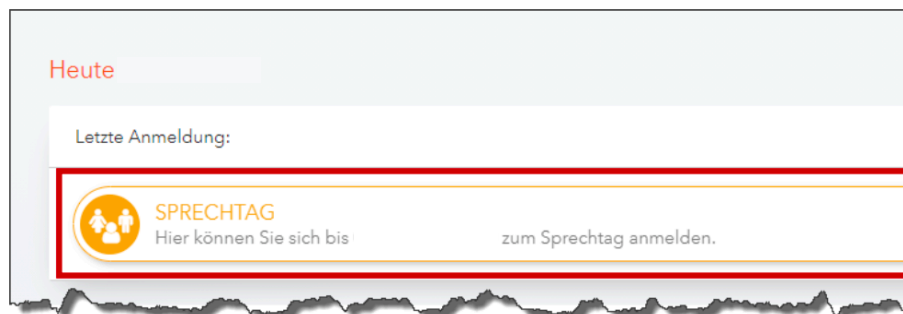 Heute
Letzte Anmeldung:
SPRECHTAG
Hier können Sie sich bis zum Sprechtag anmelden.